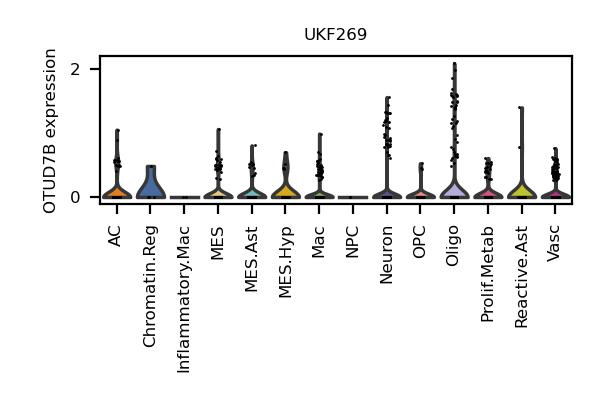 UKF269
OTUD7B expression
2
0
AC
Chromatin.Reg
Inflammatory.Mac
MES
MES.Ast
MES.Hyp
Mac
NPC
Neuron
OPC
Oligo
Prolif.Metab
Reactive.Ast
Vasc